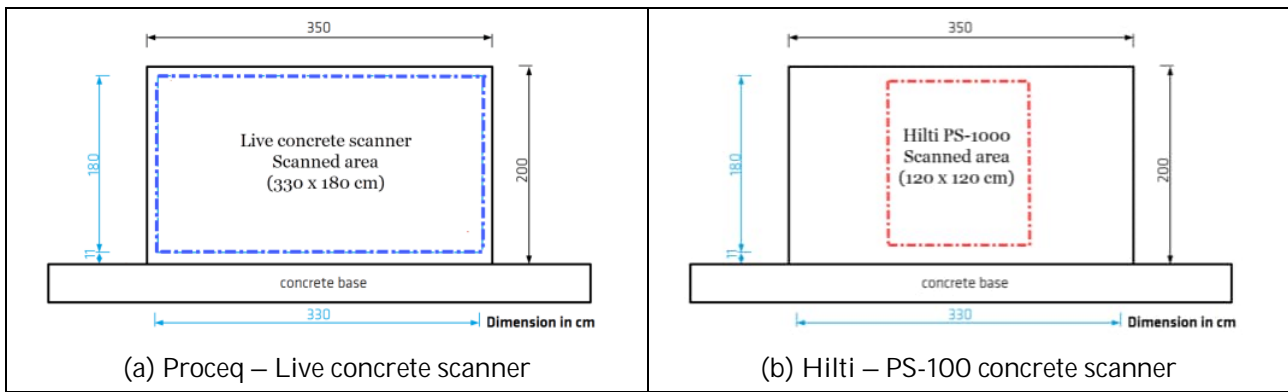 350
Live concrete scanner
Scanned area
(330 x 180 cm)
180
200
11
concrete base
330
Dimension in cm
(a) Proceq – Live concrete scanner
350
Hilti PS-1000
Scanned area
(120 x 120 cm)
180
200
11
concrete base
330
Dimension in cm
(b) Hilti – PS-100 concrete scanner